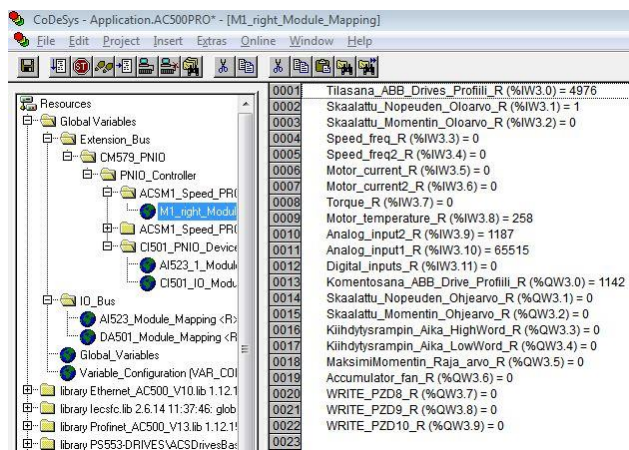 CoDeSys - Application.AC500PRO* - [M1_right_Module_Mapping]
File Edit Project Insert Extras Online Window Help
Resources
Global Variables
Extension_Bus
CM579_PNIO
PNIO_Controller
ACSM1_Speed_PR
M1_right_Modul
ACSM1_Speed_PR
CI501_PNIO_Device
AI523_1_Modul
CI501_IO_Modu
IO_Bus
AI523_Module_Mapping <R>
DA501_Module_Mapping <R
Global_Variables
Variable_Configuration (VAR_CO
library Ethernet_AC500_V10.lib 1.12.1
library Iecsfc.lib 2.6.14 11:37:46: glob
library Profinet_AC500_V13.lib 1.12.1
library PS553-DRIVES\ACSDrivesBas
0001 Tilasana_ABB_Drives_Profiili_R (%IW3.0) = 4976
0002 Skaalattu_Nopeuden_Oloarvo_R (%IW3.1) = 1
0003 Skaalattu_Momentin_Oloarvo_R (%IW3.2) = 0
0004 Speed_freq_R (%IW3.3) = 0
0005 Speed_freq2_R (%IW3.4) = 0
0006 Motor_current_R (%IW3.5) = 0
0007 Motor_current2_R (%IW3.6) = 0
0008 Torque_R (%IW3.7) = 0
0009 Motor_temperature_R (%IW3.8) = 258
0010 Analog_input2_R (%IW3.9) = 1187
0011 Analog_input1_R (%IW3.10) = 65515
0012 Digital_inputs_R (%IW3.11) = 0
0013 Komentosana_ABB_Drive_Profiili_R (%QW3.0) = 1142
0014 Skaalattu_Nopeuden_Ohjearvo_R (%QW3.1) = 0
0015 Skaalattu_Momentin_Ohjearvo_R (%QW3.2) = 0
0016 Kiihdytysrampin_Aika_HighWord_R (%QW3.3) = 0
0017 Kiihdytysrampin_Aika_LowWord_R (%QW3.4) = 0
0018 MaksimiMomentin_Raja_arvo_R (%QW3.5) = 0
0019 Accumulator_fan_R (%QW3.6) = 0
0020 WRITE_PZD8_R (%QW3.7) = 0
0021 WRITE_PZD9_R (%QW3.8) = 0
0022 WRITE_PZD10_R (%QW3.9) = 0
0023